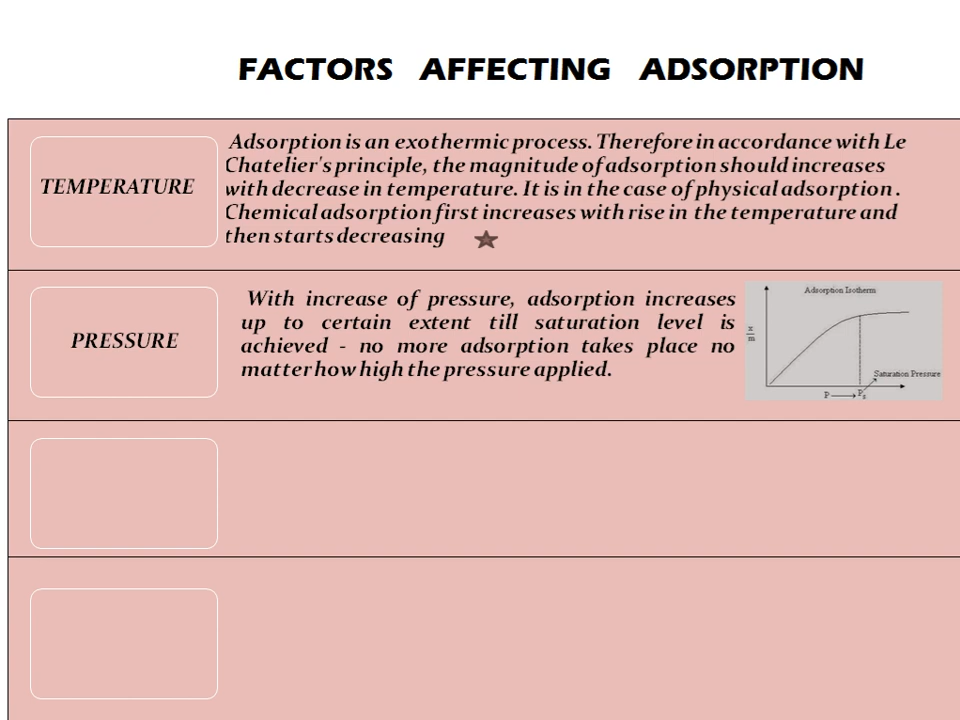 FACTORS AFFECTING ADSORPTION
TEMPERATURE
Adsorption is an exothermic process. Therefore in accordance with Le
Chatelier's principle, the magnitude of adsorption should increases
with decrease in temperature. It is in the case of physical adsorption .
Chemical adsorption first increases with rise in the temperature and
then starts decreasing
PRESSURE
With increase of pressure, adsorption increases
up to certain extent till saturation level is
achieved - no more adsorption takes place no
matter how high the pressure applied.
Adsorption Isotherm
x
m
Saturation Pressure
P Ps